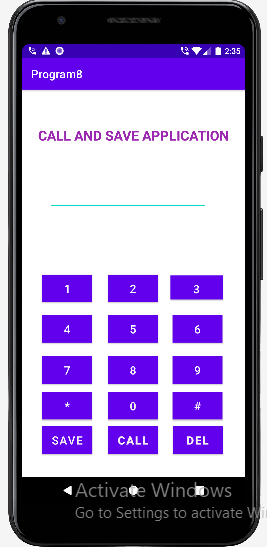 2:35
Program8
CALL AND SAVE APPLICATION
1 2 3
4 5 6
7 8 9
* 0 #
SAVE CALL DEL
Activate Windows
Go to Settings to activate Win